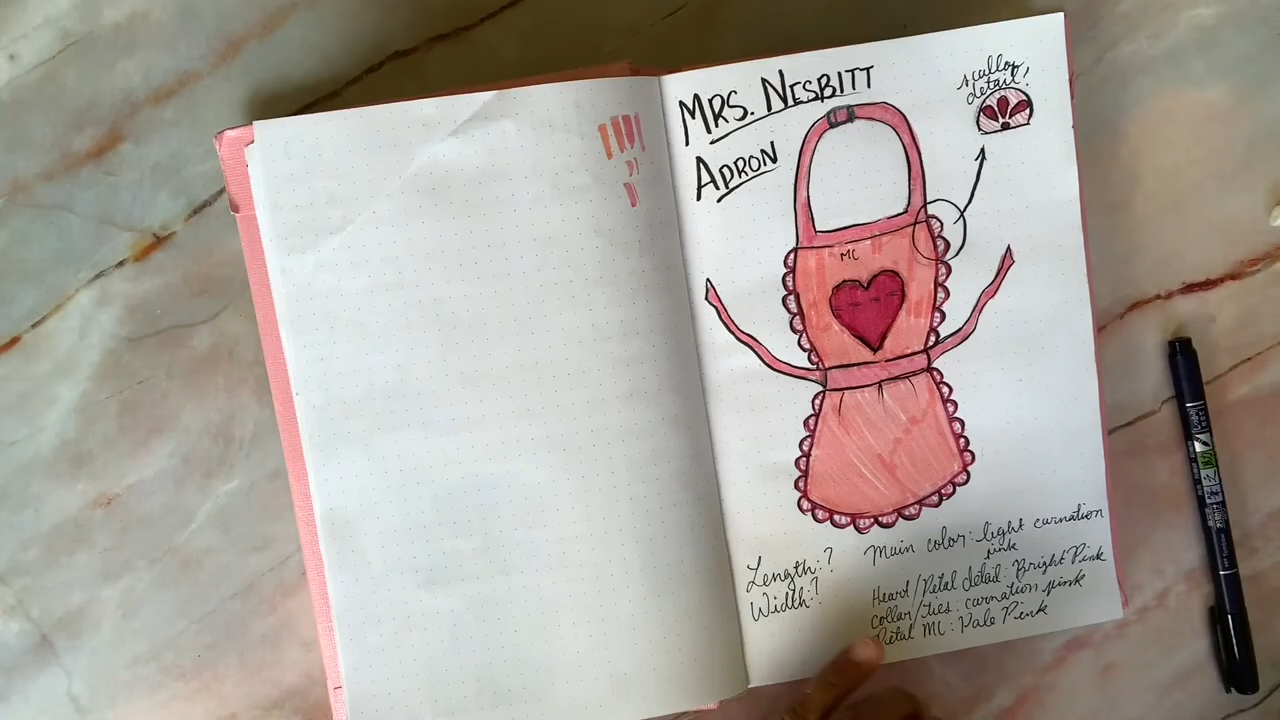 MRS. NESBITT
APRON
scallop
detail
MC
Length:?
Width:?
Main color: light carnation
pink
Heart/Petal detail: Bright Pink
collar/ties: carnation pink
Petal MC: Pale Pink